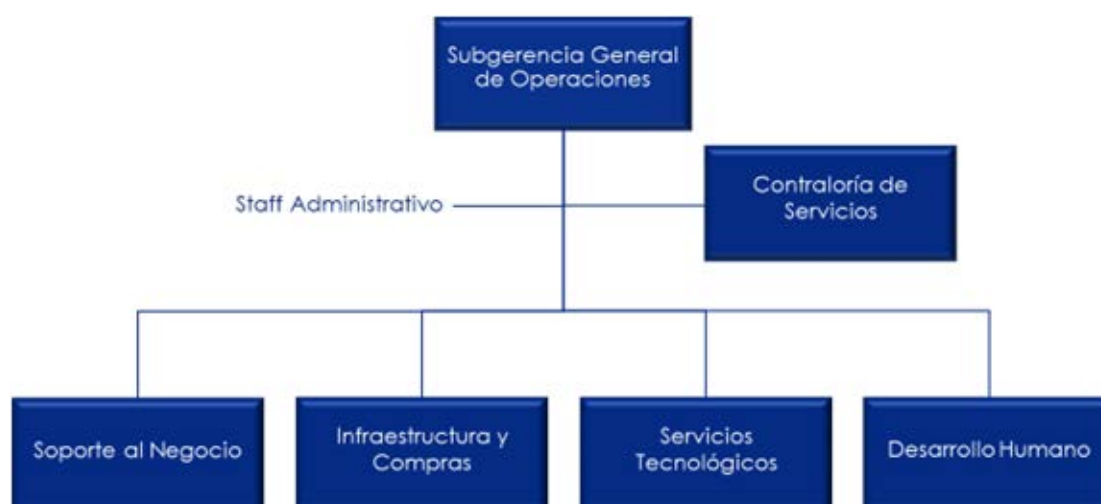 Subgerencia General
de Operaciones
Staff Administrativo
Contraloría de
Servicios
Soporte al Negocio
Infraestructura y
Compras
Servicios
Tecnológicos
Desarrollo Humano